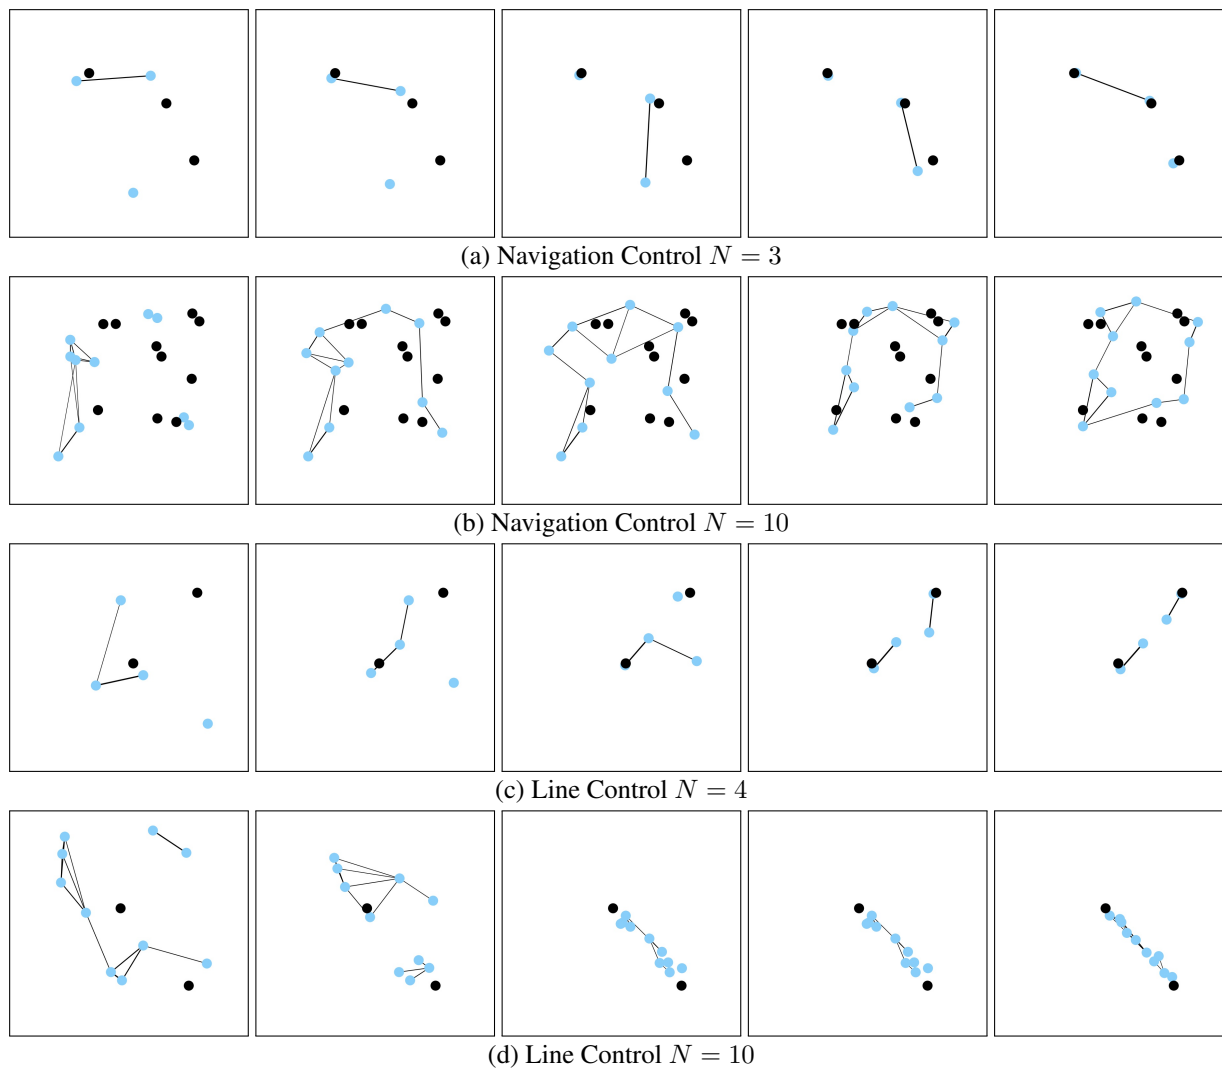 (a) Navigation Control N = 3
(b) Navigation Control N = 10
(c) Line Control N = 4
(d) Line Control N = 10